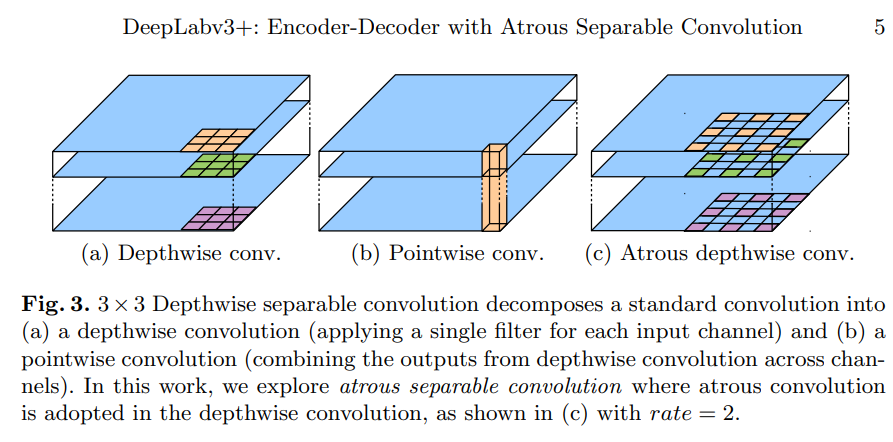 DeepLabv3+: Encoder-Decoder with Atrous Separable Convolution 5
(a) Depthwise conv. (b) Pointwise conv. (c) Atrous depthwise conv.
Fig. 3. 3 × 3 Depthwise separable convolution decomposes a standard convolution into
(a) a depthwise convolution (applying a single filter for each input channel) and (b) a
pointwise convolution (combining the outputs from depthwise convolution across chan-
nels). In this work, we explore atrous separable convolution where atrous convolution
is adopted in the depthwise convolution, as shown in (c) with rate = 2.